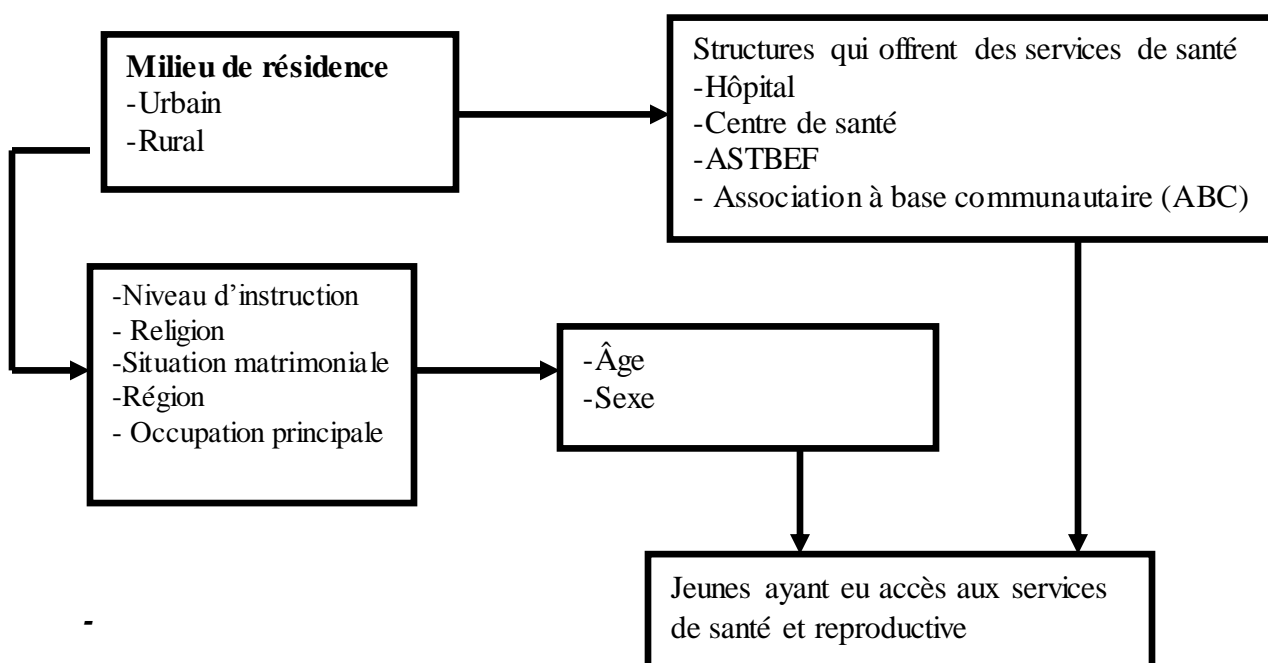 Milieu de résidence
-Urbain
-Rural
Structures qui offrent des services de santé
-Hôpital
-Centre de santé
-ASTBEF
- Association à base communautaire (ABC)
-Niveau d’instruction
- Religion
-Situation matrimoniale
-Région
- Occupation principale
-Âge
-Sexe
Jeunes ayant eu accès aux services
de santé et reproductive
-